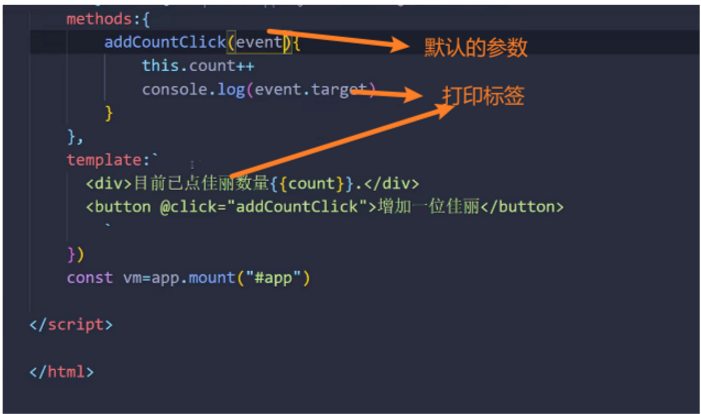 methods:{
addCountClick(event){
默认的参数
this.count++
console.log(event.target)
打印标签
}
},
template:`
<div>目前已点佳丽数量{{count}}.</div>
<button @click="addCountClick">增加一位佳丽</button>
`
})
const vm=app.mount("#app")
</script>
</html>